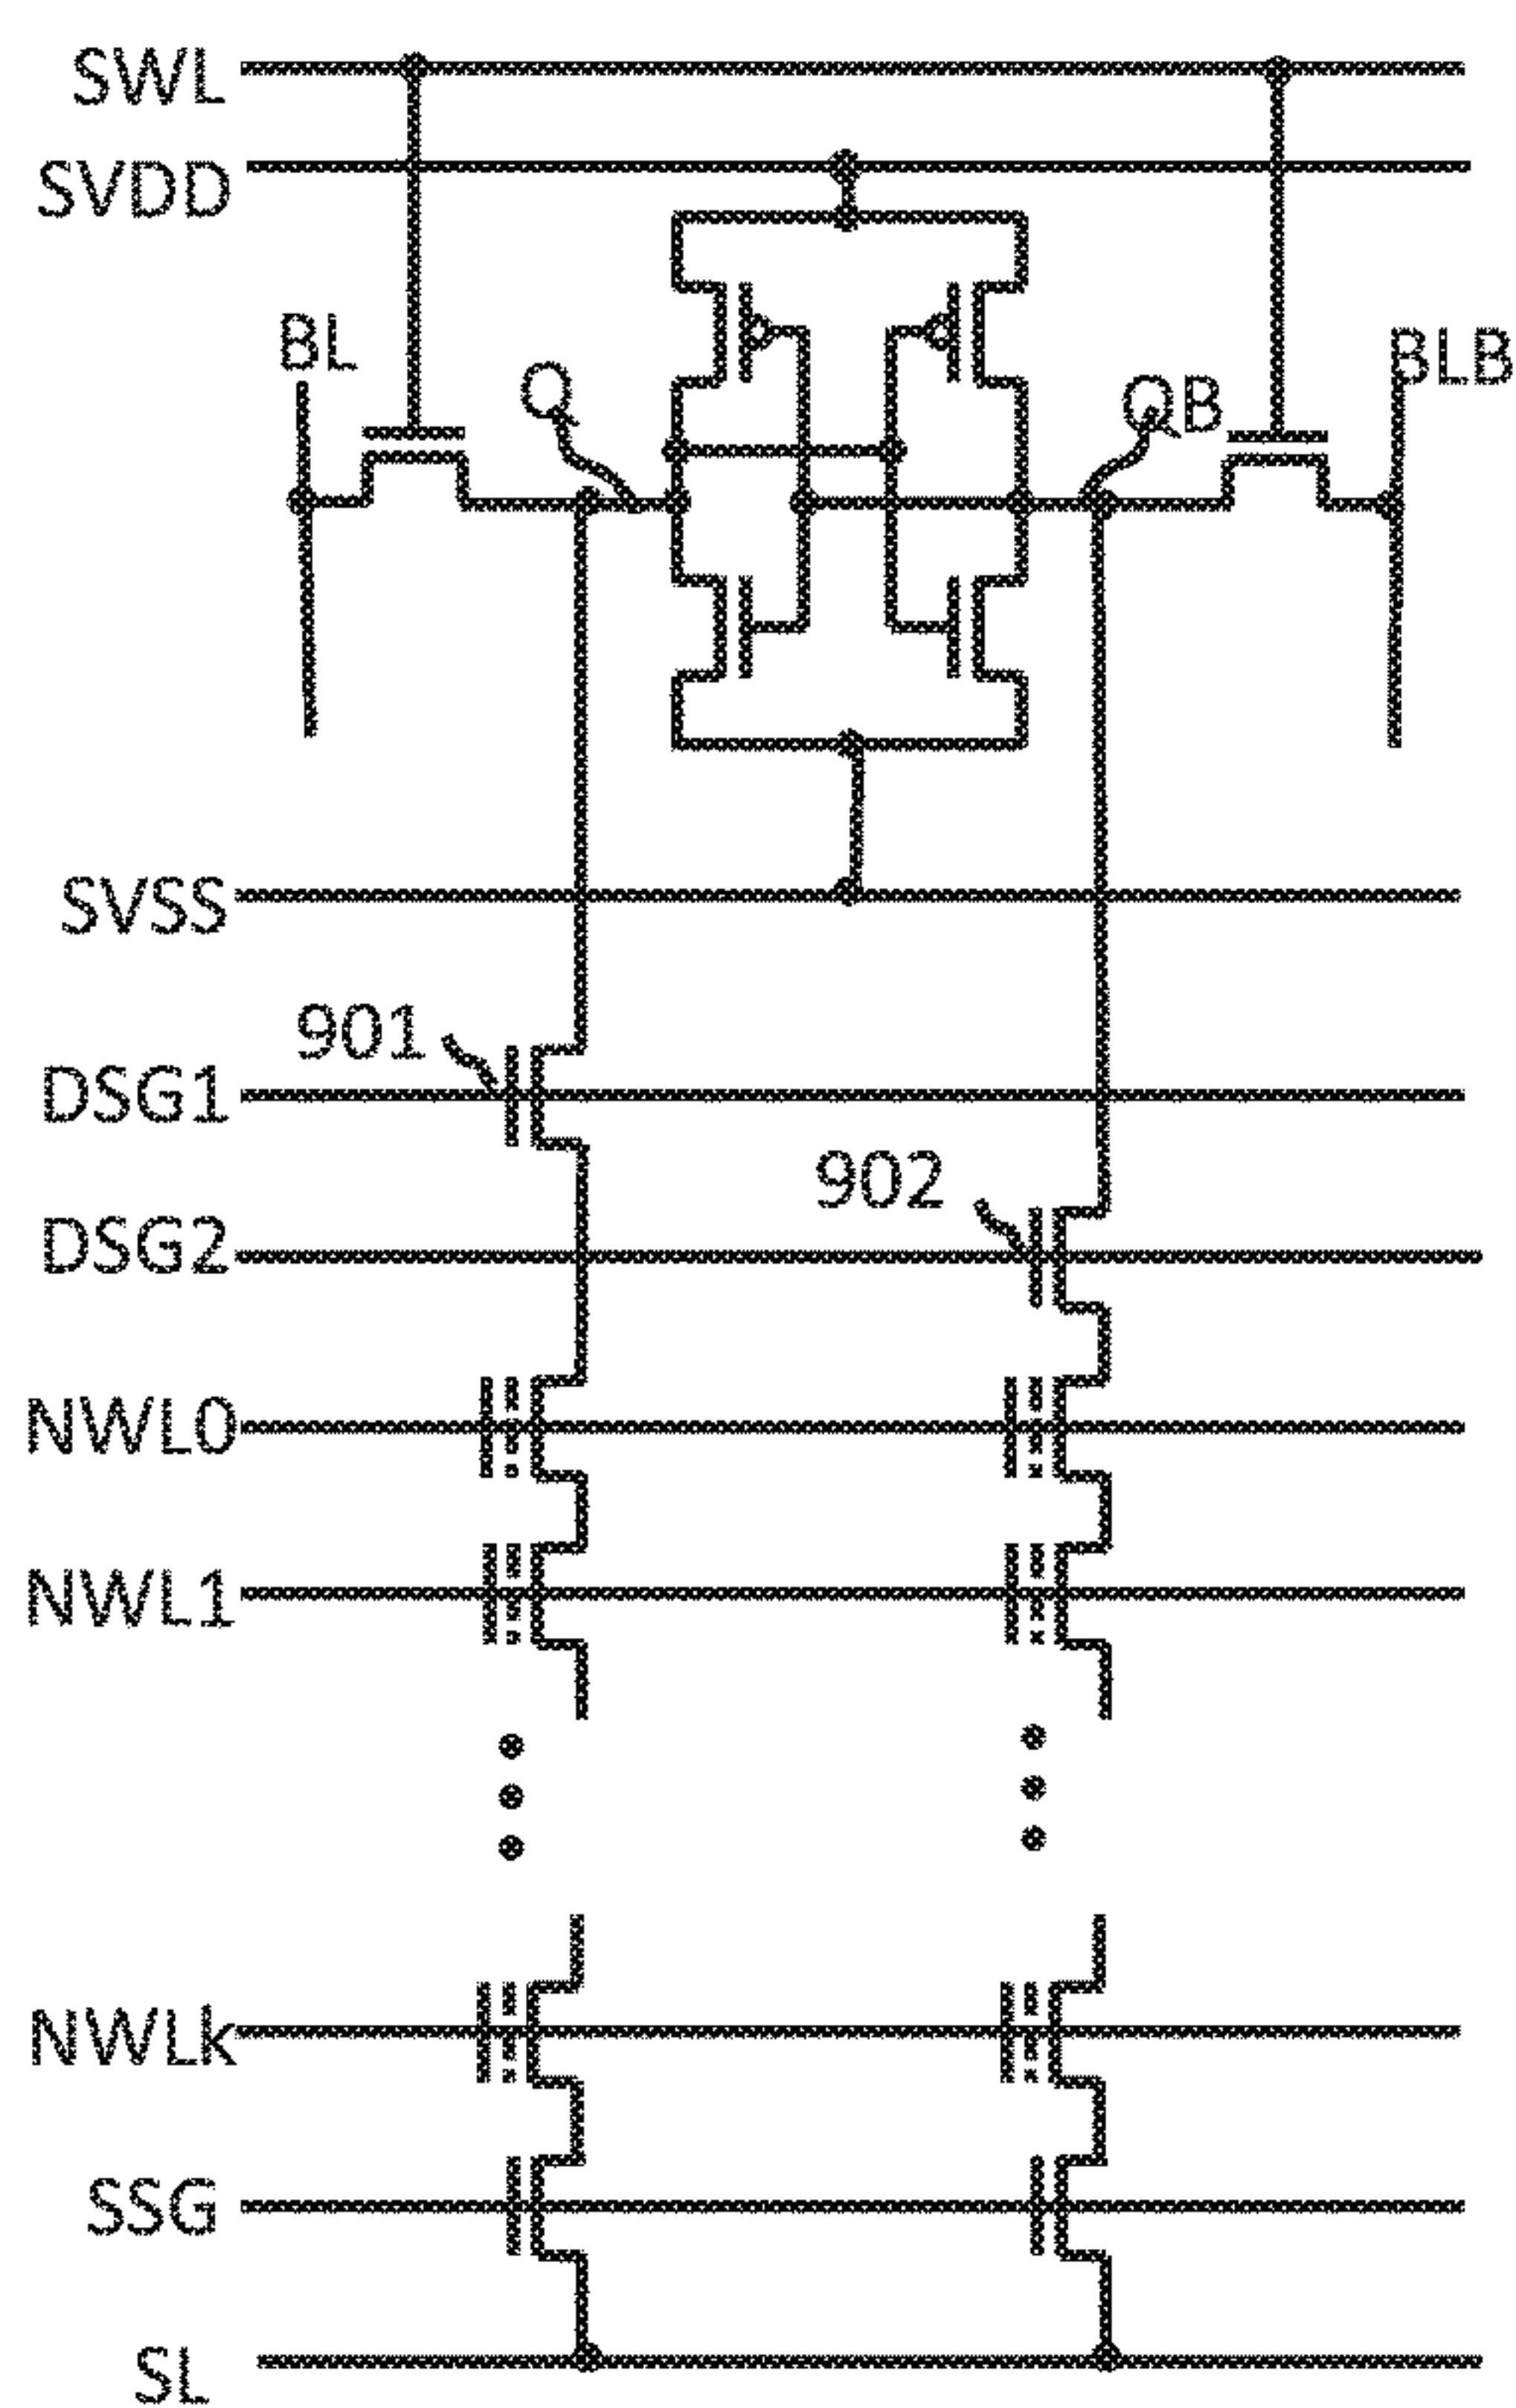 SWL
SVDD
BL
BLB
Q
QB
SVSS
901
DSG1
902
DSG2
NWL0
NWL1
NWLk
SSG
SL